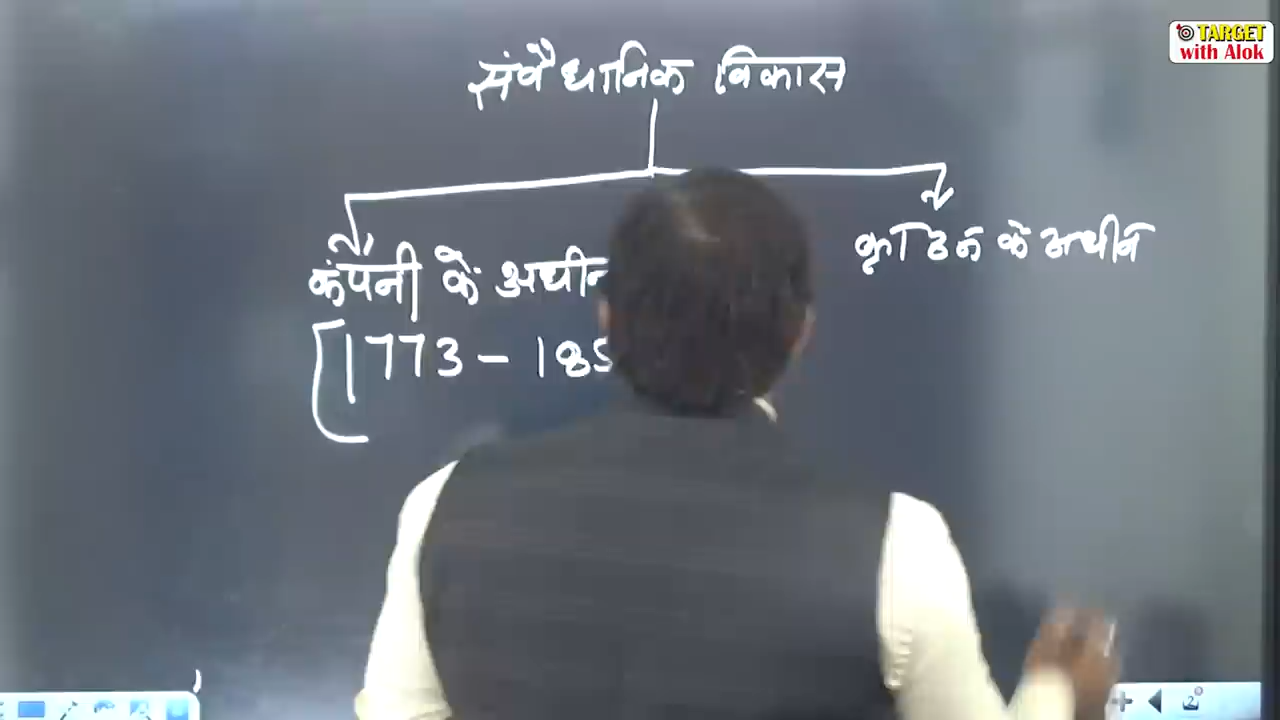 TARGET
with Alok
संवैधानिक विकास
कंपनी के अधीन
क्राउन के अधीन
[1773 - 185